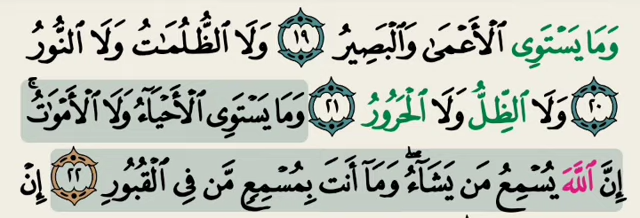 وَمَا يَسْتَوِى ٱلْأَعْمَىٰ وَٱلْبَصِيرُ ١٩ وَلَا ٱلظُّلُمَـٰتُ وَلَا ٱلنُّورُ
٢٠ وَلَا ٱلظِّلُّ وَلَا ٱلْحَرُورُ ٢١ وَمَا يَسْتَوِى ٱلْأَحْيَآءُ وَلَا ٱلْأَمْوَٰتُ ۚ
إِنَّ ٱللَّهَ يُسْمِعُ مَن يَشَآءُ ۖ وَمَآ أَنتَ بِمُسْمِعٍ مَّن فِى ٱلْقُبُورِ ٢٢ إِنْ